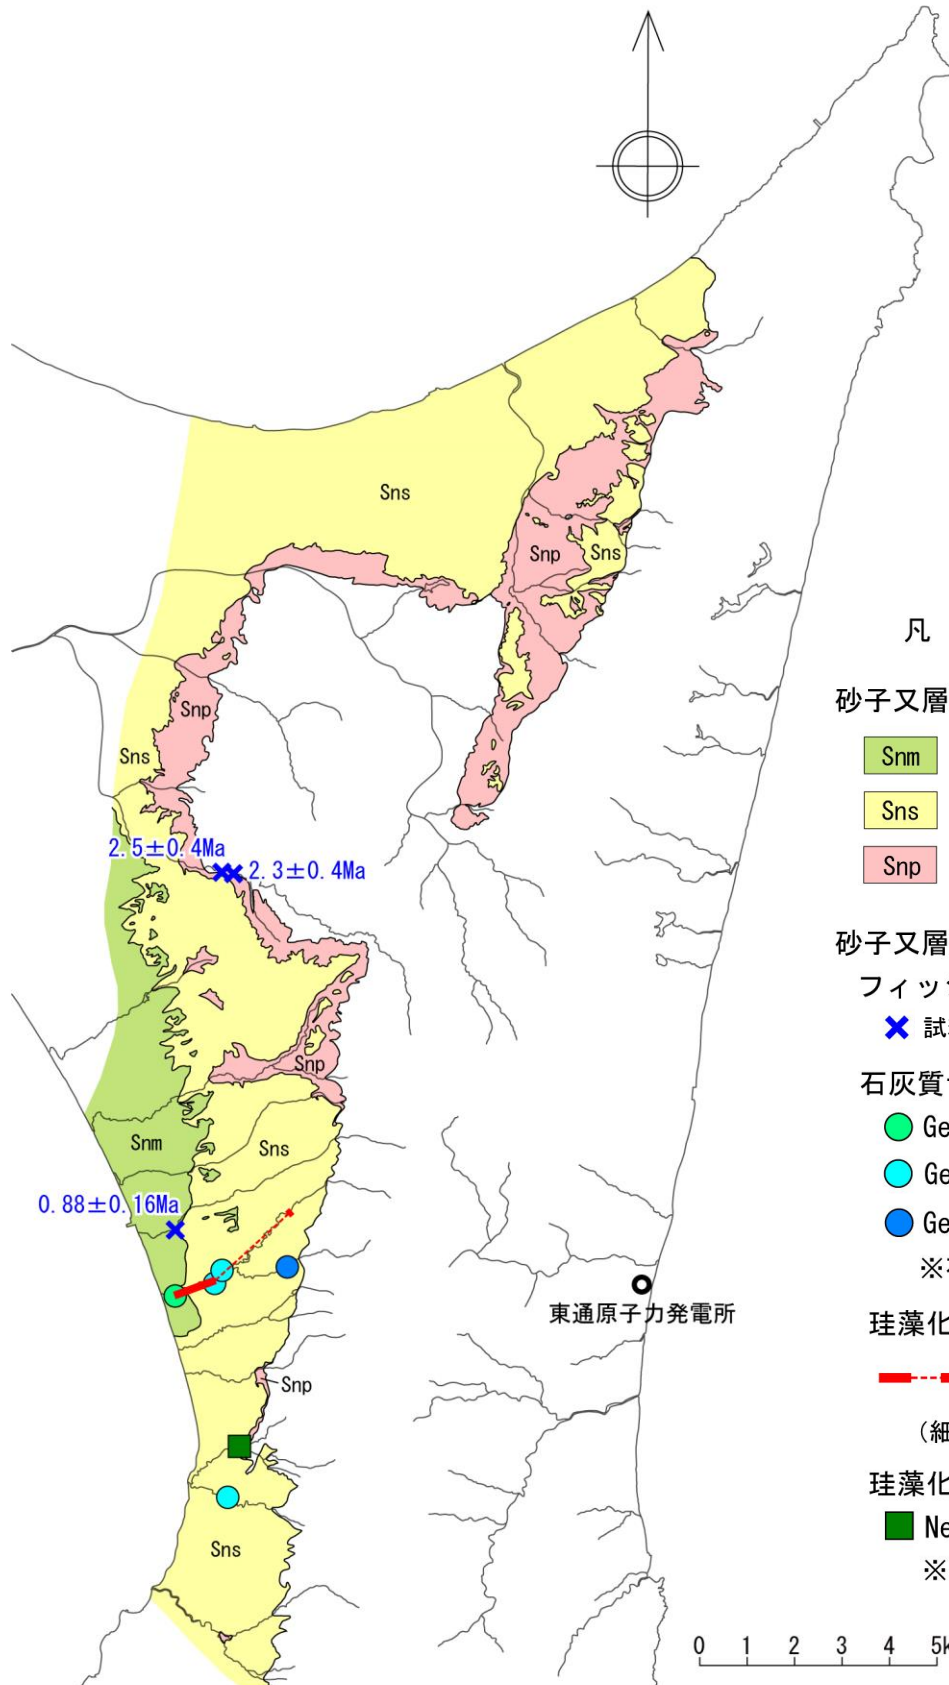 Sns
Snp
Sns
Snp
Sns
2.5±0.4Ma
2.3±0.4Ma
Snp
Snm
Sns
0.88±0.16Ma
東通原子力発電所
Snp
Sns
凡
砂子又層
Snm
Sns
Snp
砂子又層
フィッ
試
石灰質
Ge
Ge
Ge
※
珪藻化
（細
珪藻化
Ne
※
0 1 2 3 4 5k